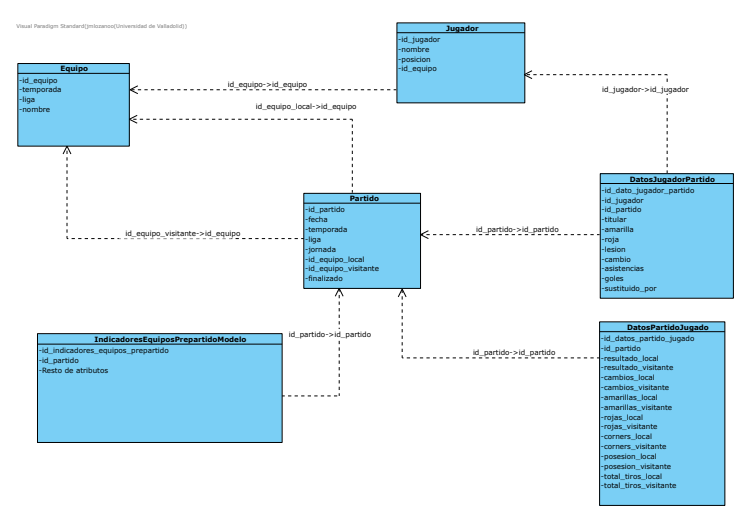 Visual Paradigm Standard(jmlozanoo(Universidad de Valladolid))
Jugador
-id_jugador
-nombre
-posicion
-id_equipo
Equipo
-id_equipo
-temporada
-liga
-nombre
id_equipo->id_equipo
id_equipo_local->id_equipo
id_jugador->id_jugador
DatosJugadorPartido
-id_dato_jugador_partido
-id_jugador
-id_partido
-titular
-amarilla
-roja
-lesion
-cambio
-asistencias
-goles
-sustituido_por
Partido
-id_partido
-fecha
-temporada
-liga
-jornada
-id_equipo_local
-id_equipo_visitante
-finalizado
id_equipo_visitante->id_equipo
id_partido->id_partido
IndicadoresEquiposPrepartidoModelo
-id_indicadores_equipos_prepartido
-id_partido
-Resto de atributos
id_partido->id_partido
id_partido->id_partido
DatosPartidoJugado
-id_datos_partido_jugado
-id_partido
-resultado_local
-resultado_visitante
-cambios_local
-cambios_visitante
-amarillas_local
-amarillas_visitante
-rojas_local
-rojas_visitante
-corners_local
-corners_visitante
-posesion_local
-posesion_visitante
-total_tiros_local
-total_tiros_visitante